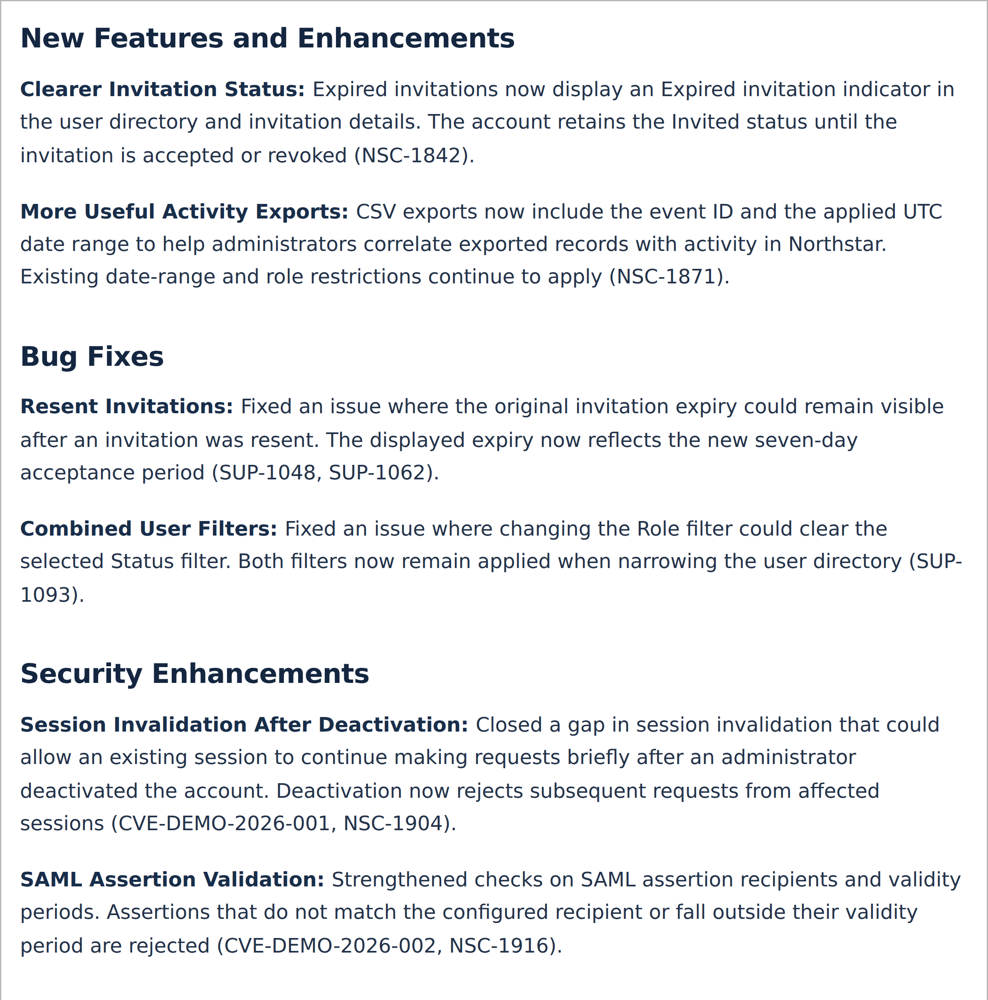 New Features and Enhancements
Clearer Invitation Status: Expired invitations now display an Expired invitation indicator in
the user directory and invitation details. The account retains the Invited status until the
invitation is accepted or revoked (NSC-1842).
More Useful Activity Exports: CSV exports now include the event ID and the applied UTC
date range to help administrators correlate exported records with activity in Northstar.
Existing date-range and role restrictions continue to apply (NSC-1871).
Bug Fixes
Resent Invitations: Fixed an issue where the original invitation expiry could remain visible
after an invitation was resent. The displayed expiry now reflects the new seven-day
acceptance period (SUP-1048, SUP-1062).
Combined User Filters: Fixed an issue where changing the Role filter could clear the
selected Status filter. Both filters now remain applied when narrowing the user directory (SUP-
1093).
Security Enhancements
Session Invalidation After Deactivation: Closed a gap in session invalidation that could
allow an existing session to continue making requests briefly after an administrator
deactivated the account. Deactivation now rejects subsequent requests from affected
sessions (CVE-DEMO-2026-001, NSC-1904).
SAML Assertion Validation: Strengthened checks on SAML assertion recipients and validity
periods. Assertions that do not match the configured recipient or fall outside their validity
period are rejected (CVE-DEMO-2026-002, NSC-1916).